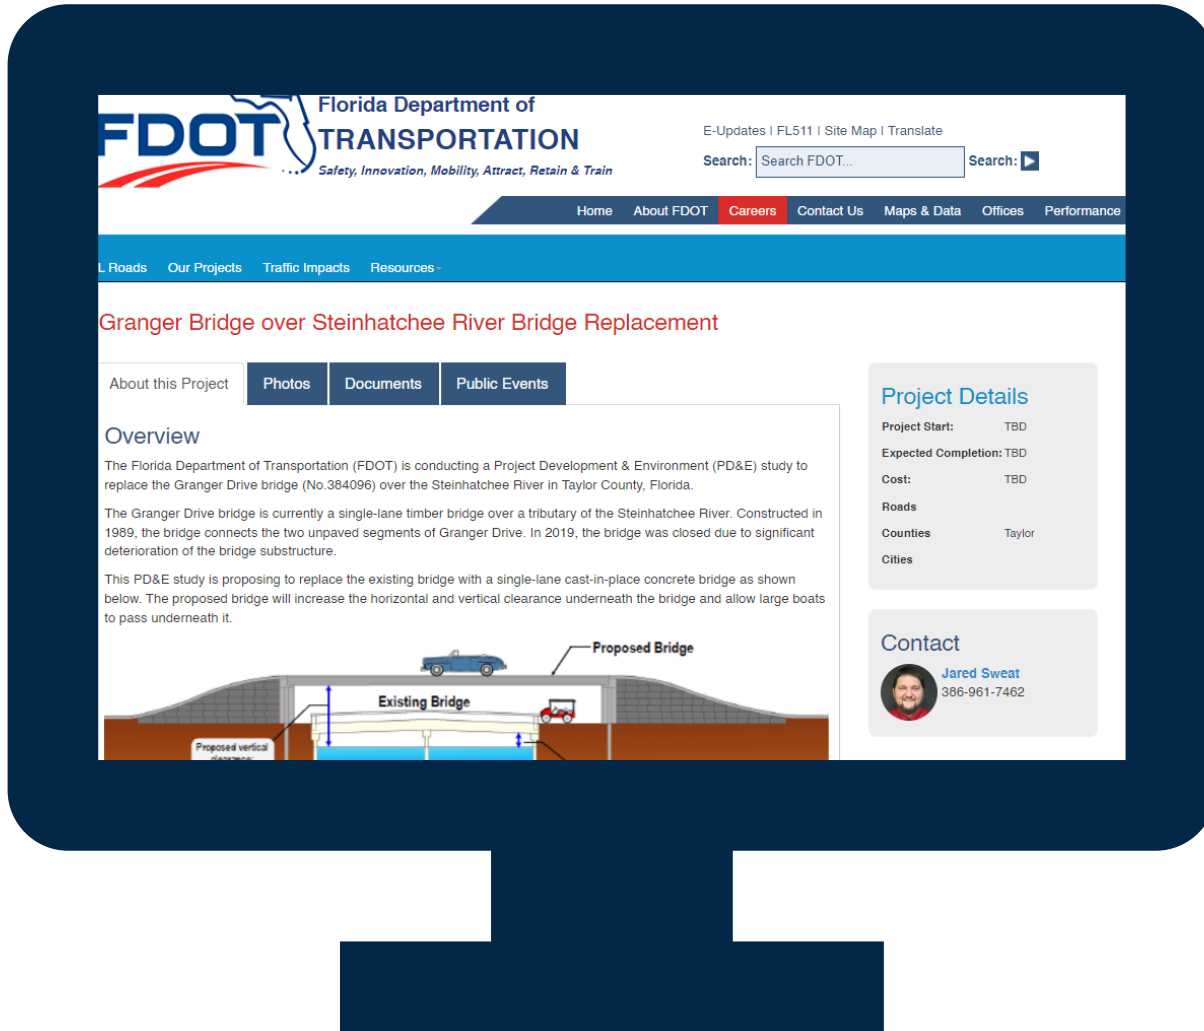 FDOT
Florida Department of
TRANSPORTATION
Safety, Innovation, Mobility, Attract, Retain & Train
E-Updates | FL511 | Site Map | Translate
Search: Search FDOT... Search:
Home About FDOT Careers Contact Us Maps & Data Offices Performance
L Roads Our Projects Traffic Impacts Resources
Granger Bridge over Steinhatchee River Bridge Replacement
About this Project Photos Documents Public Events
Overview
The Florida Department of Transportation (FDOT) is conducting a Project Development & Environment (PD&E) study to
replace the Granger Drive bridge (No.384096) over the Steinhatchee River in Taylor County, Florida.
The Granger Drive bridge is currently a single-lane timber bridge over a tributary of the Steinhatchee River. Constructed in
1989, the bridge connects the two unpaved segments of Granger Drive. In 2019, the bridge was closed due to significant
deterioration of the bridge substructure.
This PD&E study is proposing to replace the existing bridge with a single-lane cast-in-place concrete bridge as shown
below. The proposed bridge will increase the horizontal and vertical clearance underneath the bridge and allow large boats
to pass underneath it.
Proposed Bridge
Existing Bridge
Proposed vertical
clearance:
Project Details
Project Start: TBD
Expected Completion: TBD
Cost: TBD
Roads
Counties Taylor
Cities
Contact
Jared Sweat
386-961-7462